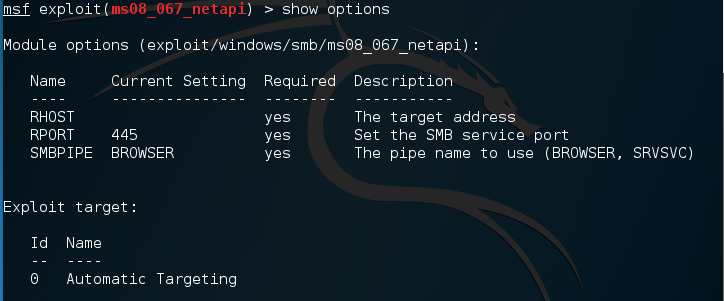 msf exploit(ms08_067_netapi) > show options
Module options (exploit/windows/smb/ms08_067_netapi):
Name Current Setting Required Description
---- --------------- -------- -----------
RHOST yes The target address
RPORT 445 yes Set the SMB service port
SMBPIPE BROWSER yes The pipe name to use (BROWSER, SRVSVC)
Exploit target:
Id Name
-- ----
0 Automatic Targeting